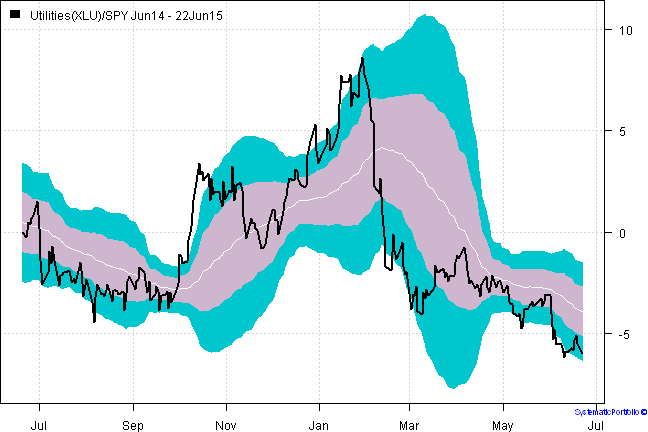 Utilities(XLU)/SPY Jun14 - 22Jun15
10
5
0
-5
SystematicPortfolio ©
Jul Sep Nov Jan Mar May Jul